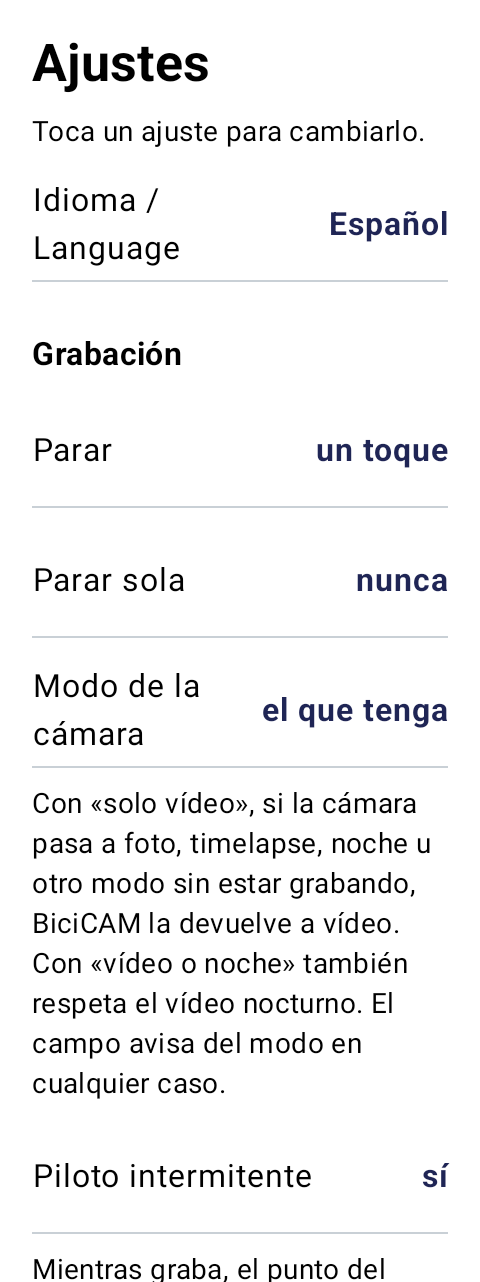 Ajustes
Toca un ajuste para cambiarlo.
Idioma /
Language
Español
Grabación
Parar
un toque
Parar sola
nunca
Modo de la
cámara
el que tenga
Con «solo vídeo», si la cámara
pasa a foto, timelapse, noche u
otro modo sin estar grabando,
BiciCAM la devuelve a vídeo.
Con «vídeo o noche» también
respeta el vídeo nocturno. El
campo avisa del modo en
cualquier caso.
Piloto intermitente
sí
Mientras graba, el punto del